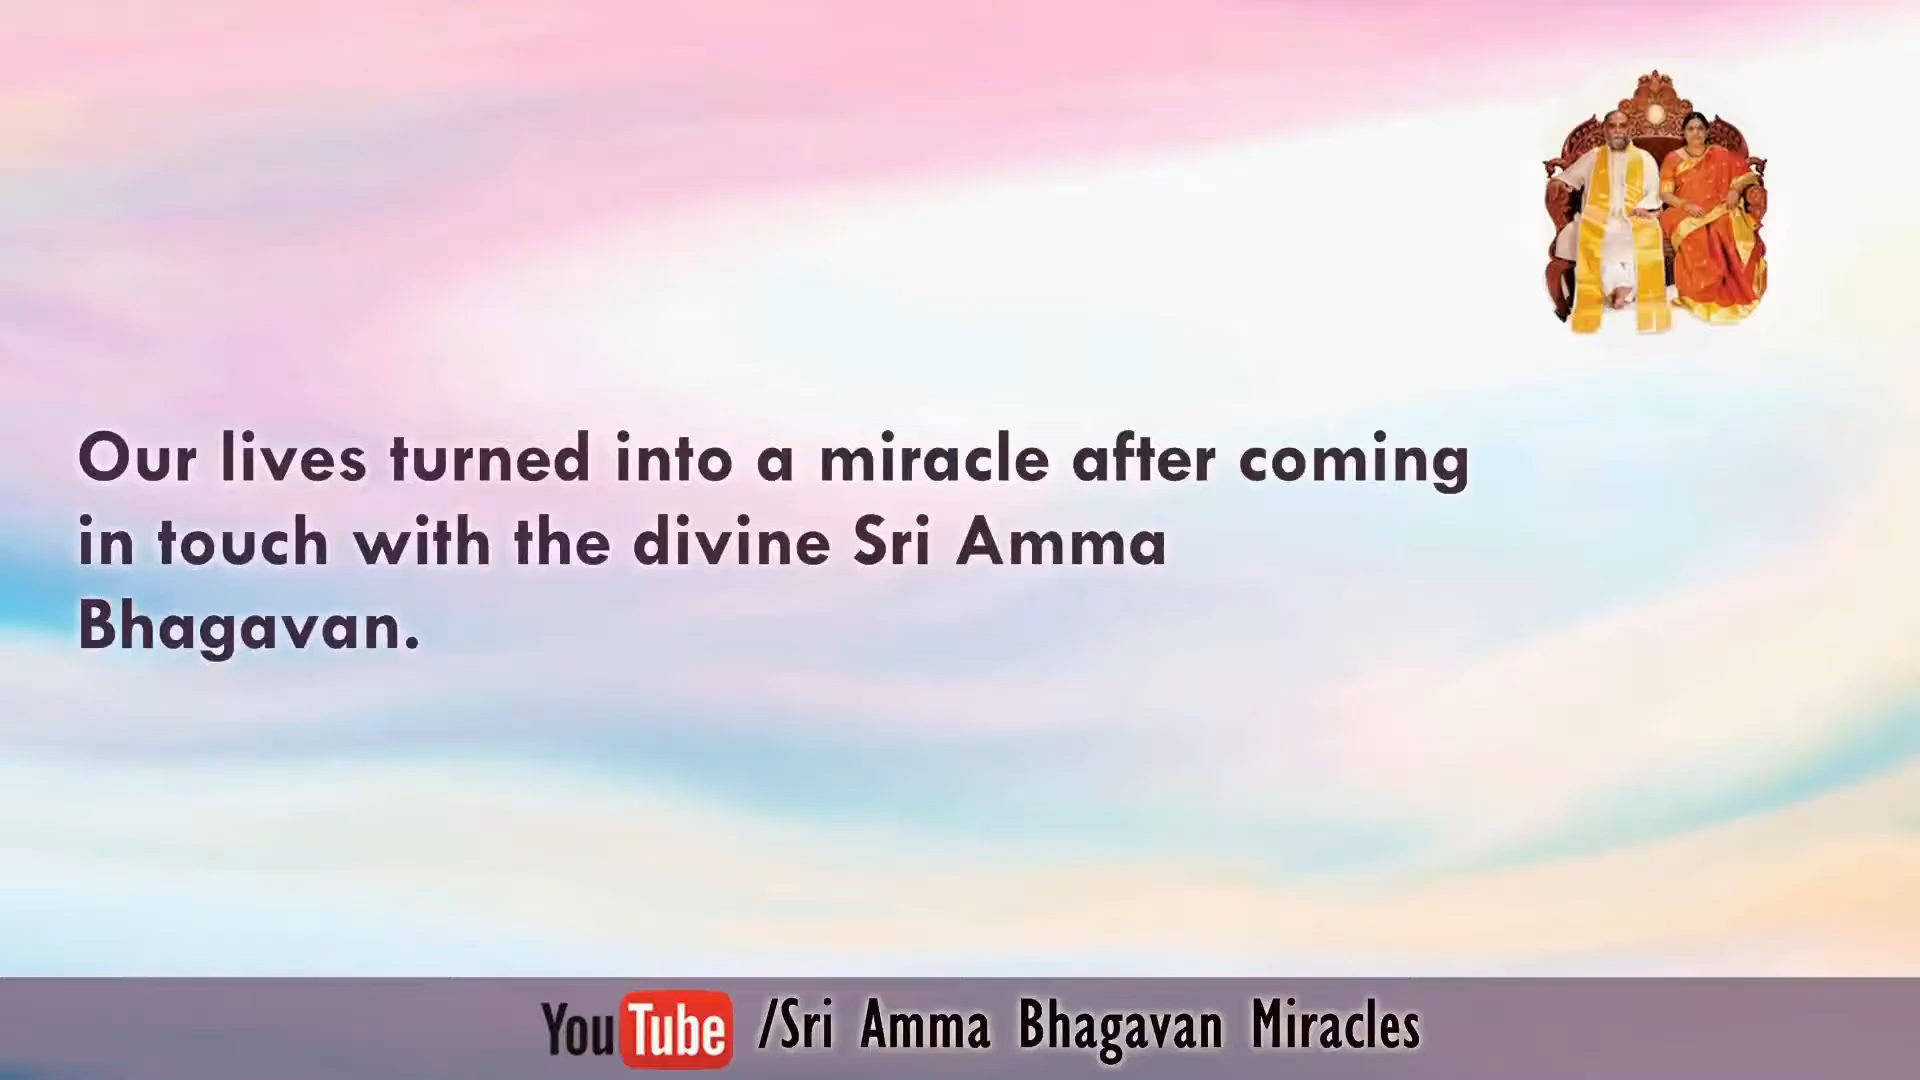 Our lives turned into a miracle after coming
in touch with the divine Sri Amma
Bhagavan.
YouTube /Sri Amma Bhagavan Miracles